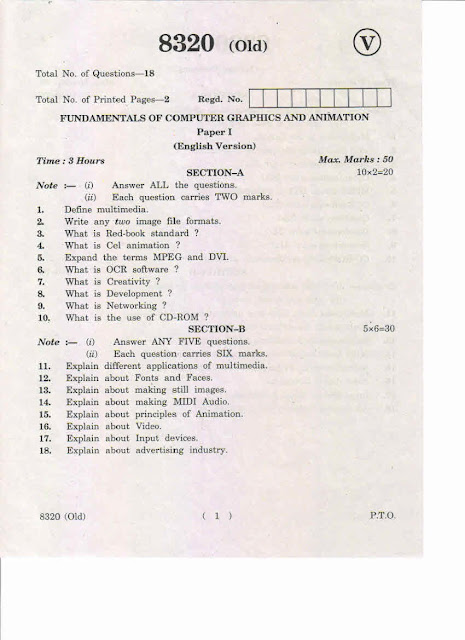 8320 (Old) V
Total No. of Questions—18
Total No. of Printed Pages—2 Regd. No.
FUNDAMENTALS OF COMPUTER GRAPHICS AND ANIMATION
Paper I
(English Version)
Time : 3 Hours Max. Marks : 50
SECTION–A 10×2=20
Note :— (i) Answer ALL the questions.
(ii) Each question carries TWO marks.
1. Define multimedia.
2. Write any two image file formats.
3. What is Red-book standard ?
4. What is Cel animation ?
5. Expand the terms MPEG and DVI.
6. What is OCR software ?
7. What is Creativity ?
8. What is Development ?
9. What is Networking ?
10. What is the use of CD-ROM ?
SECTION–B 5×6=30
Note :— (i) Answer ANY FIVE questions.
(ii) Each question carries SIX marks.
11. Explain different applications of multimedia.
12. Explain about Fonts and Faces.
13. Explain about making still images.
14. Explain about making MIDI Audio.
15. Explain about principles of Animation.
16. Explain about Video.
17. Explain about Input devices.
18. Explain about advertising industry.
8320 (Old) ( 1 ) P.T.O.